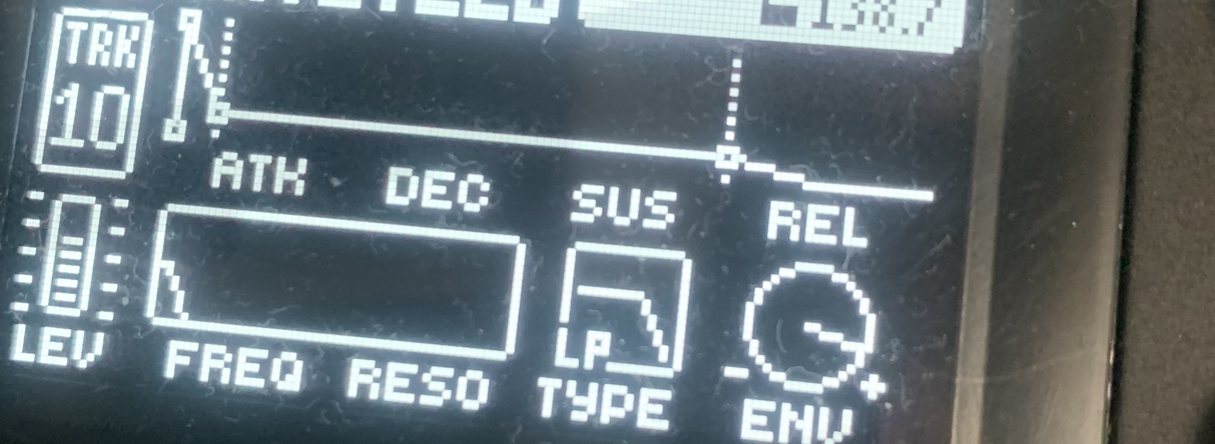 TRK
10
ATK DEC SUS REL
LP
LEV FREQ RESO TYPE ENV
- +